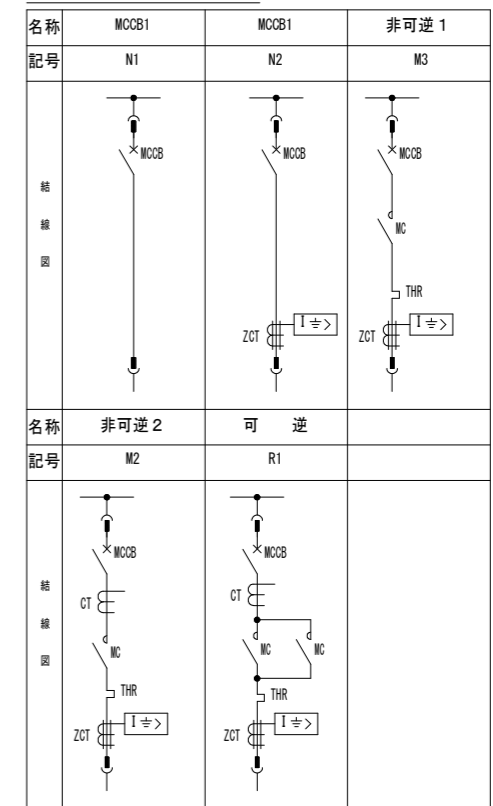 名称 MCCB1 MCCB1 非可逆1
記号 N1 N2 M3
結線図
MCCB MCCB MCCB
MC
THR
ZCT I⏚> ZCT I⏚>
名称 非可逆2 可 逆
記号 M2 R1
結線図
MCCB MCCB
CT CT
MC MC MC
THR THR
ZCT I⏚> ZCT I⏚>